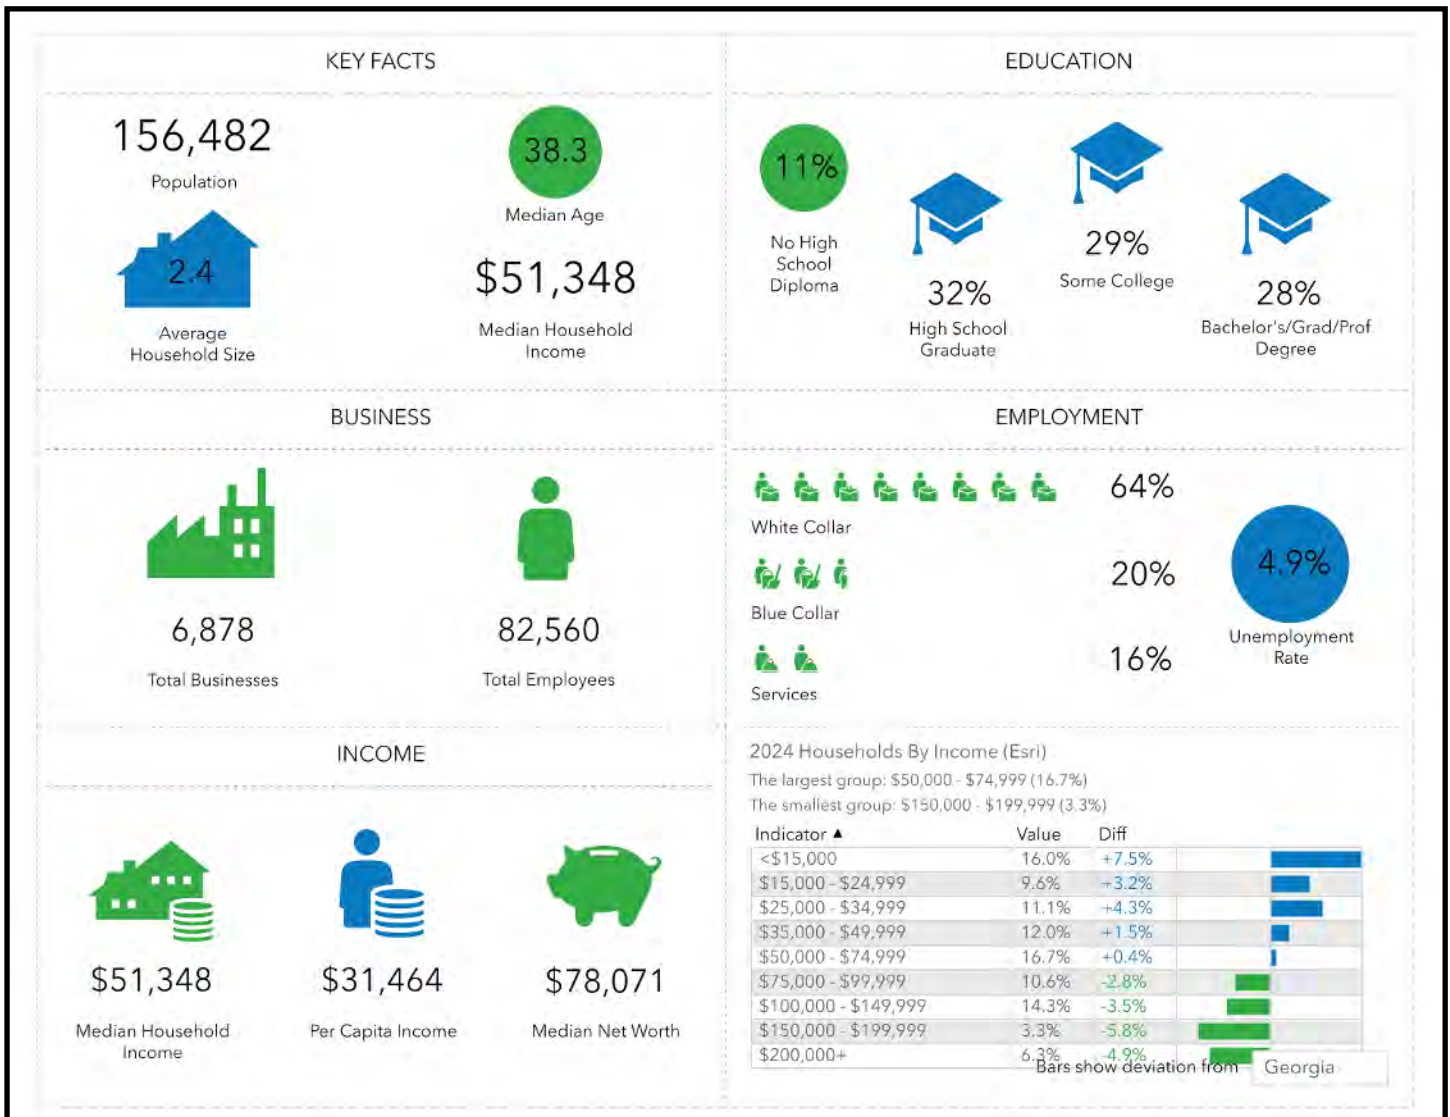 KEY FACTS
156,482
Population
38.3
Median Age
2.4
Average
Household Size
$51,348
Median Household
Income
EDUCATION
11%
No High
School
Diploma
32%
High School
Graduate
29%
Some College
28%
Bachelor's/Grad/Prof
Degree
BUSINESS
6,878
Total Businesses
82,560
Total Employees
EMPLOYMENT
64%
White Collar
20%
Blue Collar
16%
Services
4.9%
Unemployment
Rate
INCOME
$51,348
Median Household
Income
$31,464
Per Capita Income
$78,071
Median Net Worth
2024 Households By Income (Esri)
The largest group: $50,000 - $74,999 (16.7%)
The smallest group: $150,000 - $199,999 (3.3%)
Indicator ▲ Value Diff
<$15,000 16.0% +7.5%
$15,000 - $24,999 9.6% +3.2%
$25,000 - $34,999 11.1% +4.3%
$35,000 - $49,999 12.0% +1.5%
$50,000 - $74,999 16.7% +0.4%
$75,000 - $99,999 10.6% -2.8%
$100,000 - $149,999 14.3% -3.5%
$150,000 - $199,999 3.3% -5.8%
$200,000+ 6.3% -4.9%
Bars show deviation from Georgia